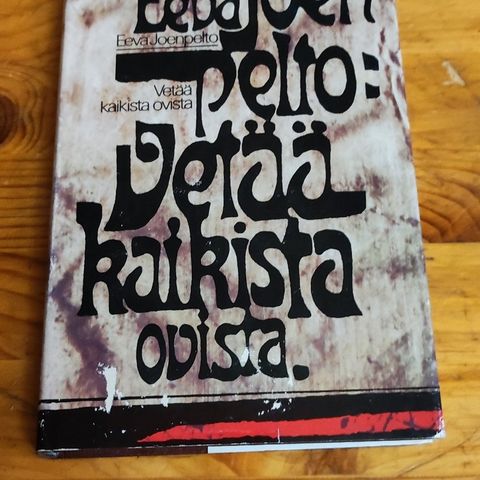 Eeva Joen
pelto:
Vetää
kaikista
ovista.
Eeva Joenpelto
Vetää
kaikista ovista